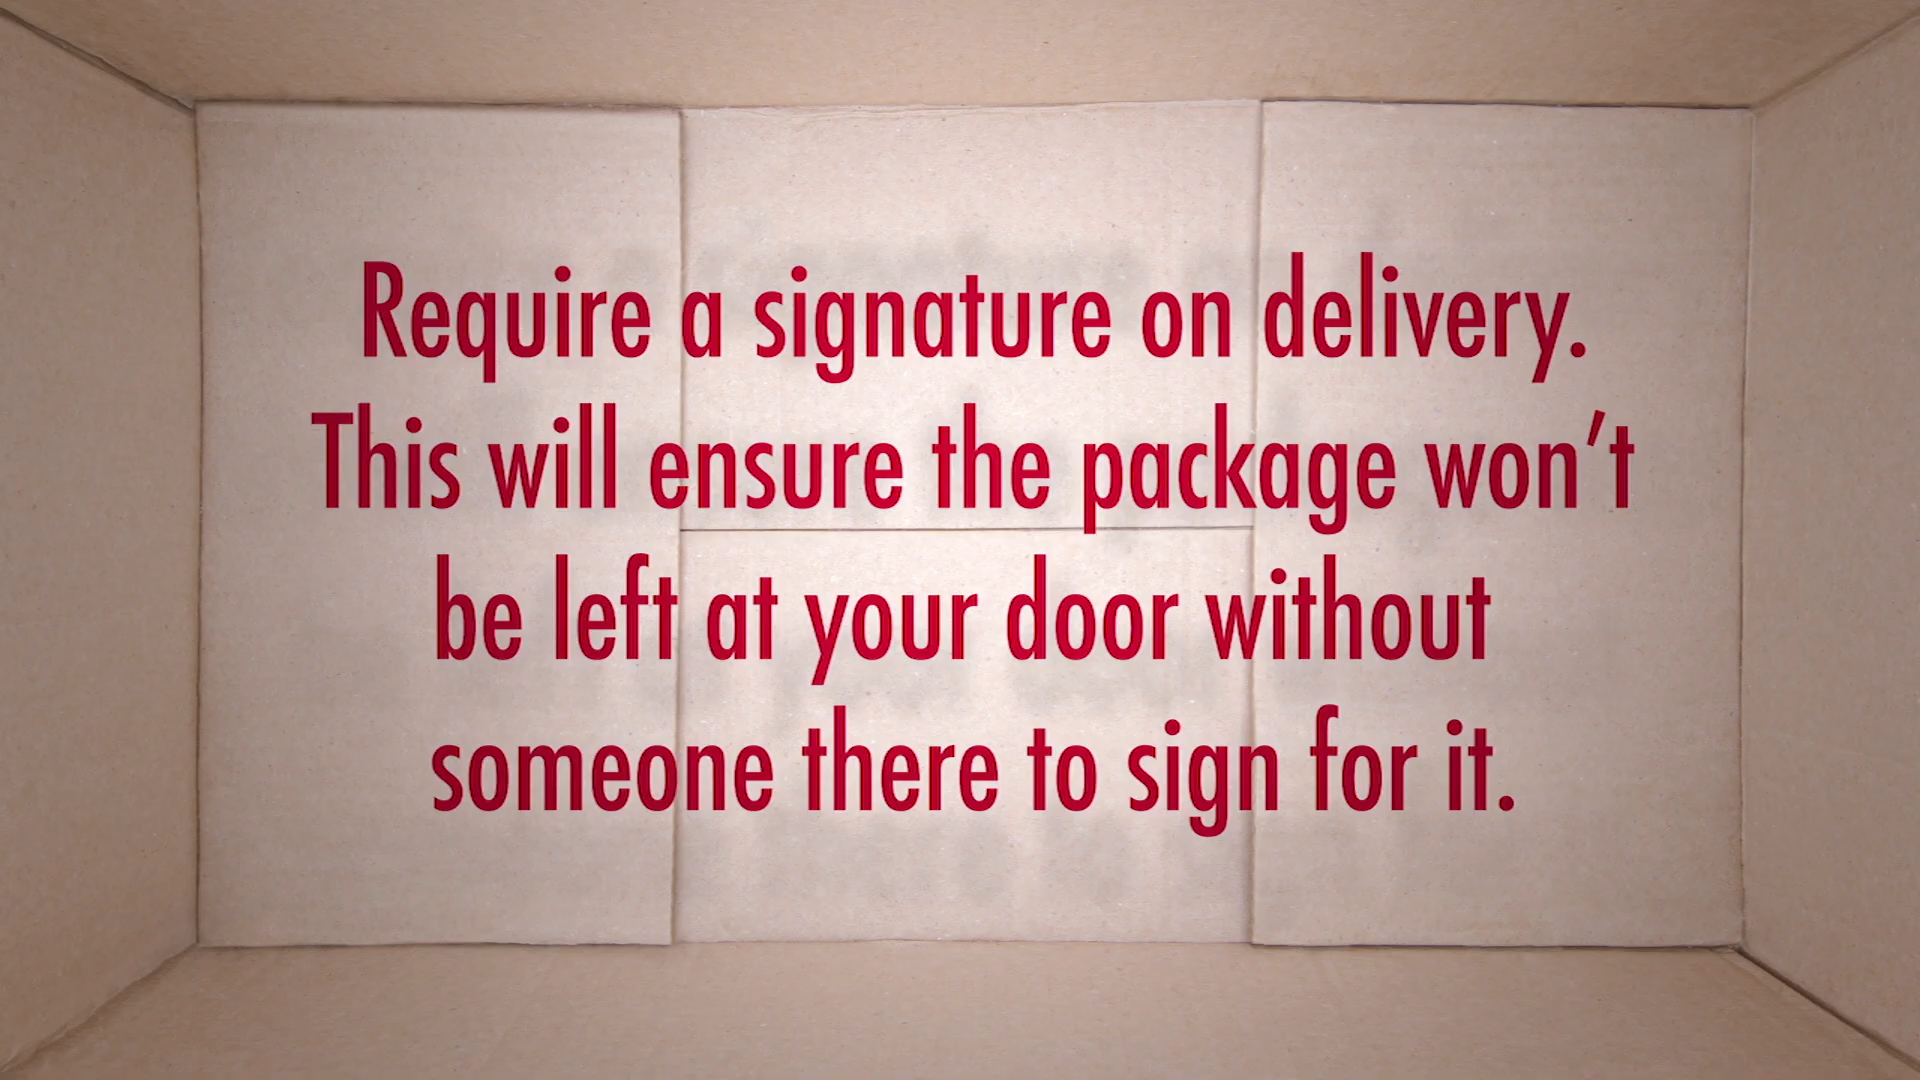 Require a signature on delivery.
This will ensure the package won’t
be left at your door without
someone there to sign for it.